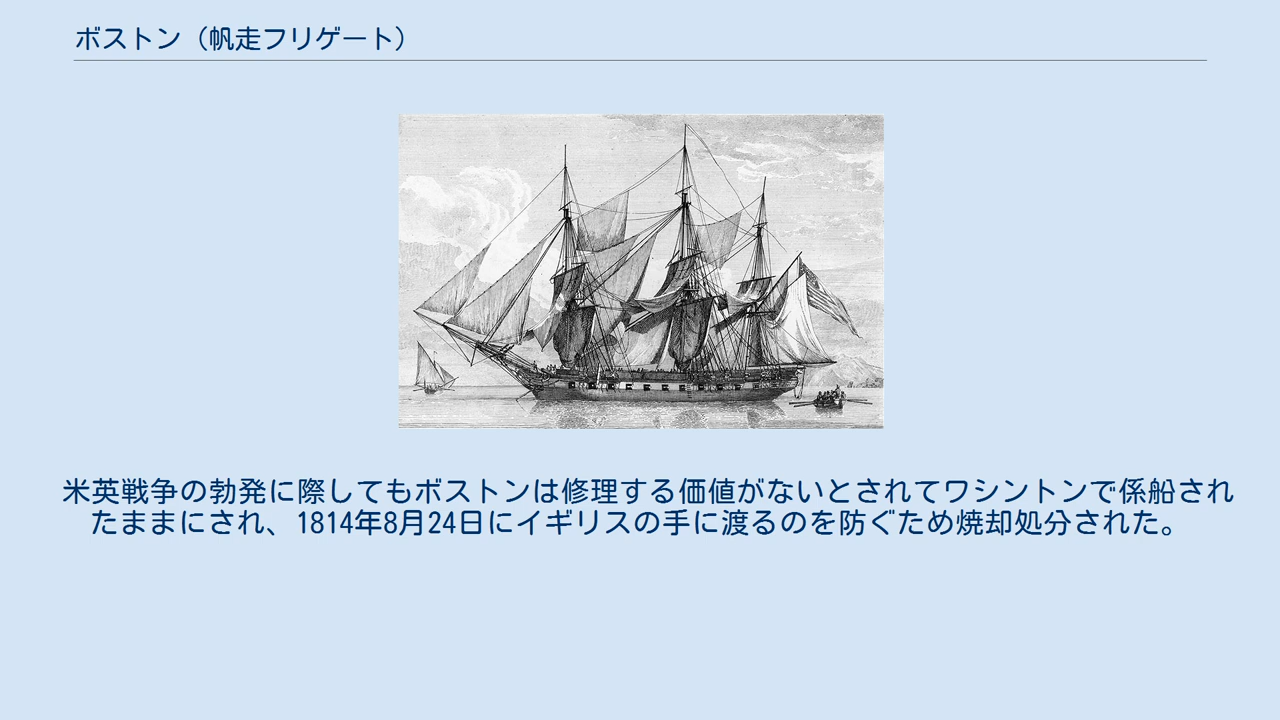 ボストン（帆走フリゲート）
米英戦争の勃発に際してもボストンは修理する価値がないとされてワシントンで係船され
たままにされ、1814年8月24日にイギリスの手に渡るのを防ぐため焼却処分された。